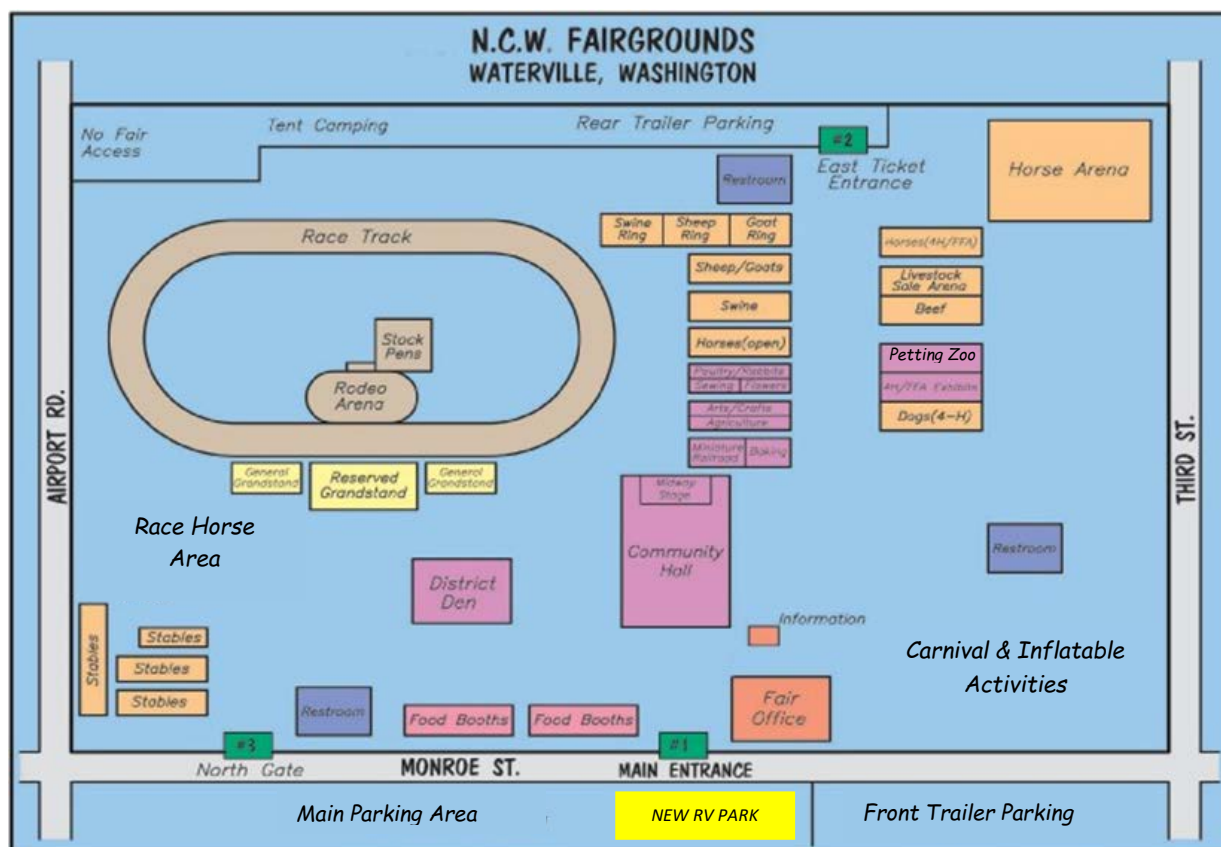 N.C.W. FAIRGROUNDS
WATERVILLE, WASHINGTON
No Fair
Access
Tent Camping
Rear Trailer Parking
#2
East Ticket
Entrance
Horse Arena
Restroom
Swine
Ring
Sheep
Ring
Goat
Ring
Race Track
Horses(4H/FFA)
Sheep/Goats
Livestock
Sale Arena
Swine
Beef
Stock
Pens
Horses(open)
Petting Zoo
Poultry/Rabbits
Sewing
Flowers
4H/FFA Exhibits
Rodeo
Arena
Arts/Crafts
Agriculture
Dogs(4-H)
Miniature
Railroad
Baking
General
Grandstand
Reserved
Grandstand
General
Grandstand
Midway
Stage
AIRPORT RD.
THIRD ST.
Race Horse
Area
Community
Hall
Restroom
District
Den
Information
Stables
Stables
Stables
Stables
Carnival & Inflatable
Activities
Restroom
Food Booths
Food Booths
Fair
Office
#3
North Gate
MONROE ST.
#1
MAIN ENTRANCE
Main Parking Area
NEW RV PARK
Front Trailer Parking